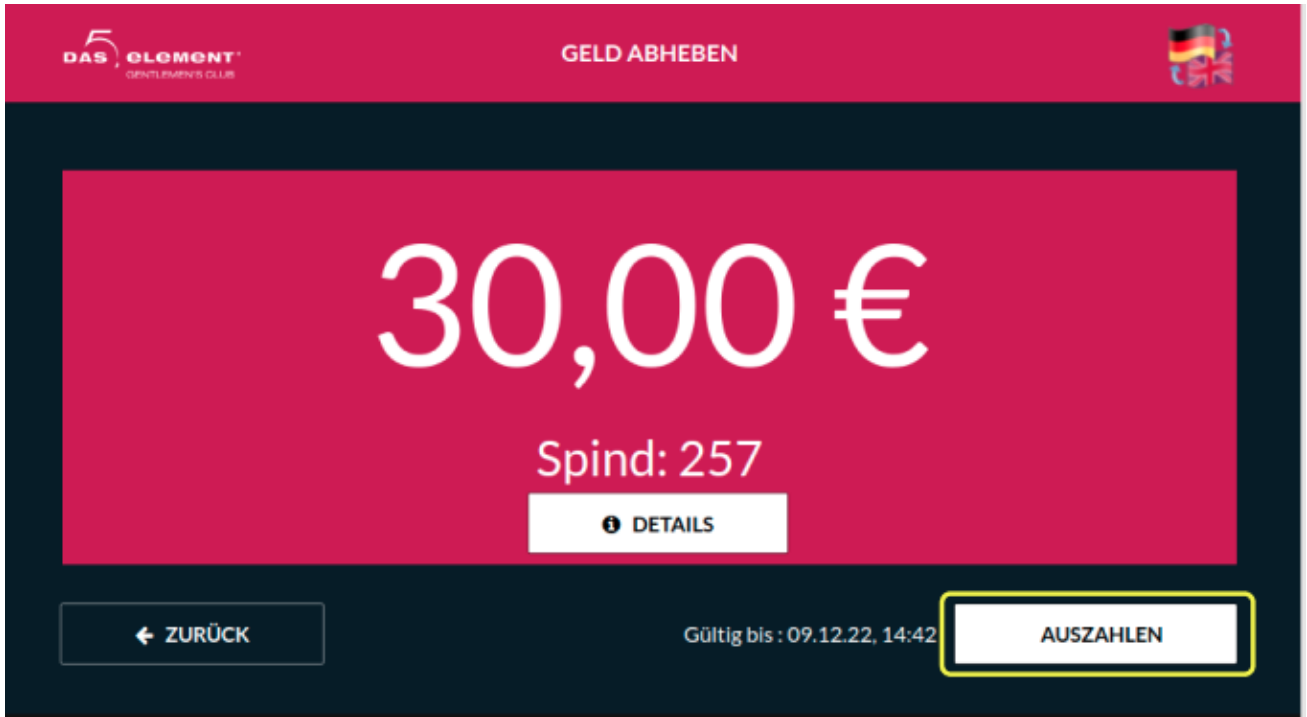 DAS 5 ELEMENT
GENTLEMEN'S CLUB
GELD ABHEBEN
30,00 €
Spind: 257
DETAILS
ZURÜCK
Gültig bis : 09.12.22, 14:42
AUSZAHLEN